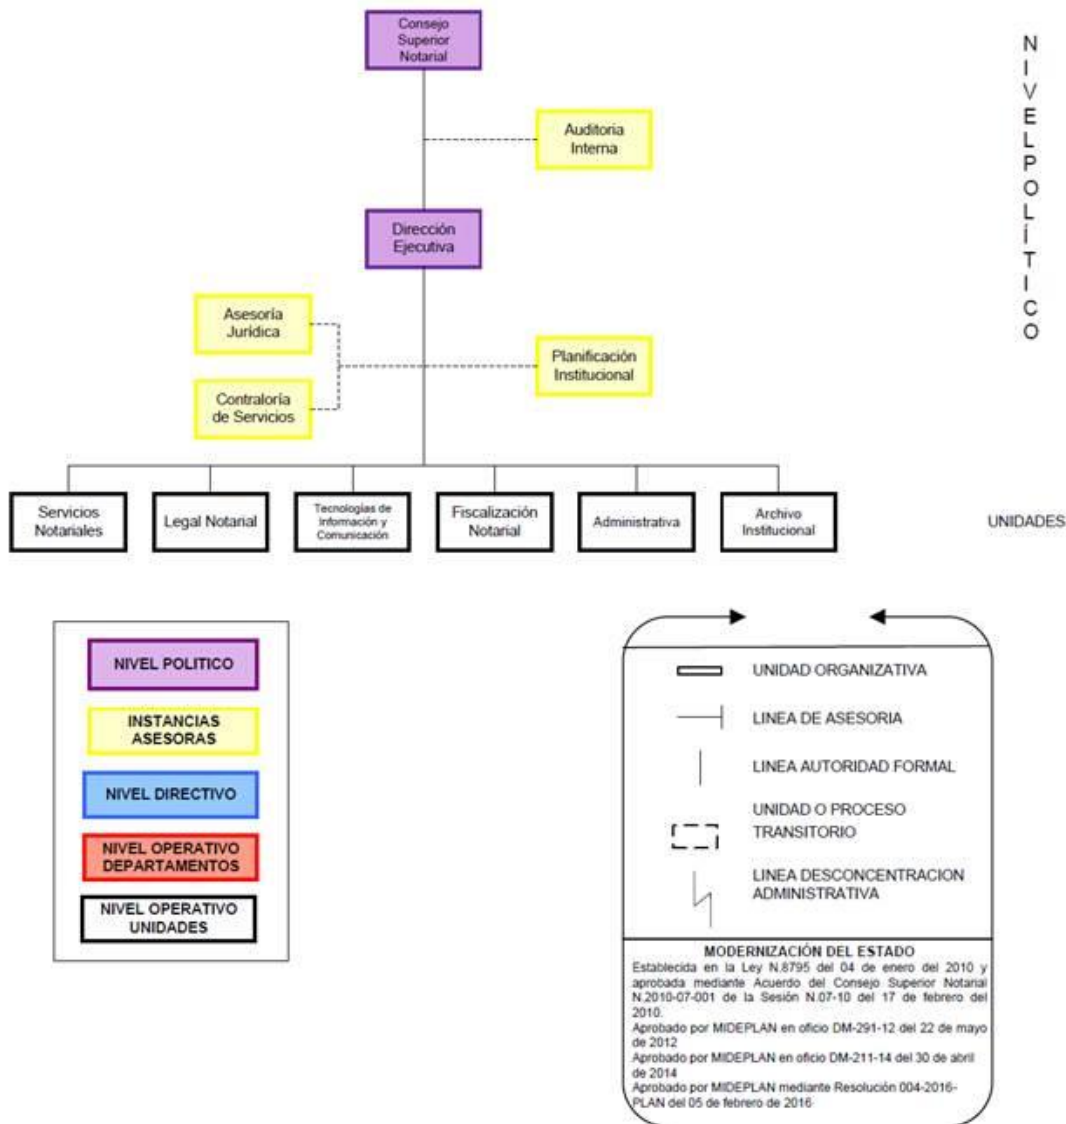 Consejo
Superior
Notarial
NIVEL POLÍTICO
Auditoria
Interna
Dirección
Ejecutiva
Asesoría
Jurídica
Planificación
Institucional
Contraloría
de Servicios
Servicios
Notariales
Legal Notarial
Tecnologías de
Información y
Comunicación
Fiscalización
Notarial
Administrativa
Archivo
Institucional
UNIDADES
NIVEL POLITICO
INSTANCIAS
ASESORAS
NIVEL DIRECTIVO
NIVEL OPERATIVO
DEPARTAMENTOS
NIVEL OPERATIVO
UNIDADES
UNIDAD ORGANIZATIVA
LINEA DE ASESORIA
LINEA AUTORIDAD FORMAL
UNIDAD O PROCESO
TRANSITORIO
LINEA DESCONCENTRACION
ADMINISTRATIVA
MODERNIZACIÓN DEL ESTADO
Establecida en la Ley N.8795 del 04 de enero del 2010 y
aprobada mediante Acuerdo del Consejo Superior Notarial
N.2010-07-001 de la Sesión N.07-10 del 17 de febrero del
2010.
Aprobado por MIDEPLAN en oficio DM-291-12 del 22 de mayo
de 2012
Aprobado por MIDEPLAN en oficio DM-211-14 del 30 de abril
de 2014
Aprobado por MIDEPLAN mediante Resolución 004-2016-
PLAN del 05 de febrero de 2016